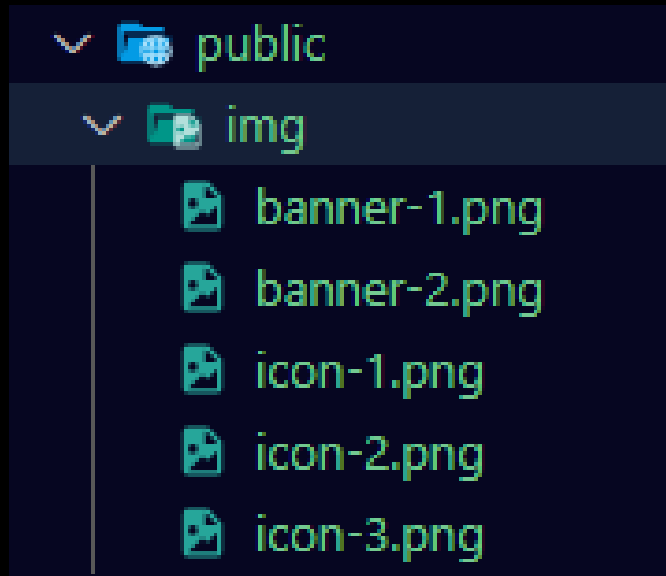 public
img
banner-1.png
banner-2.png
icon-1.png
icon-2.png
icon-3.png